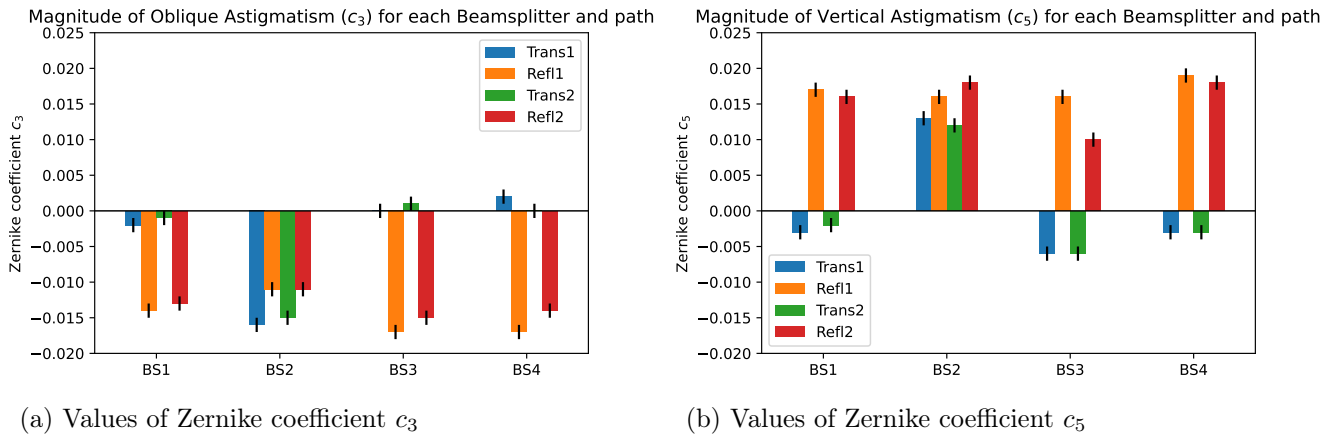 Magnitude of Oblique Astigmatism (c₃) for each Beamsplitter and path
Zernike coefficient c₃
0.025
0.020
0.015
0.010
0.005
0.000
−0.005
−0.010
−0.015
−0.020
Trans1
Refl1
Trans2
Refl2
BS1 BS2 BS3 BS4
(a) Values of Zernike coefficient c₃
Magnitude of Vertical Astigmatism (c₅) for each Beamsplitter and path
Zernike coefficient c₅
0.025
0.020
0.015
0.010
0.005
0.000
−0.005
−0.010
−0.015
−0.020
Trans1
Refl1
Trans2
Refl2
BS1 BS2 BS3 BS4
(b) Values of Zernike coefficient c₅